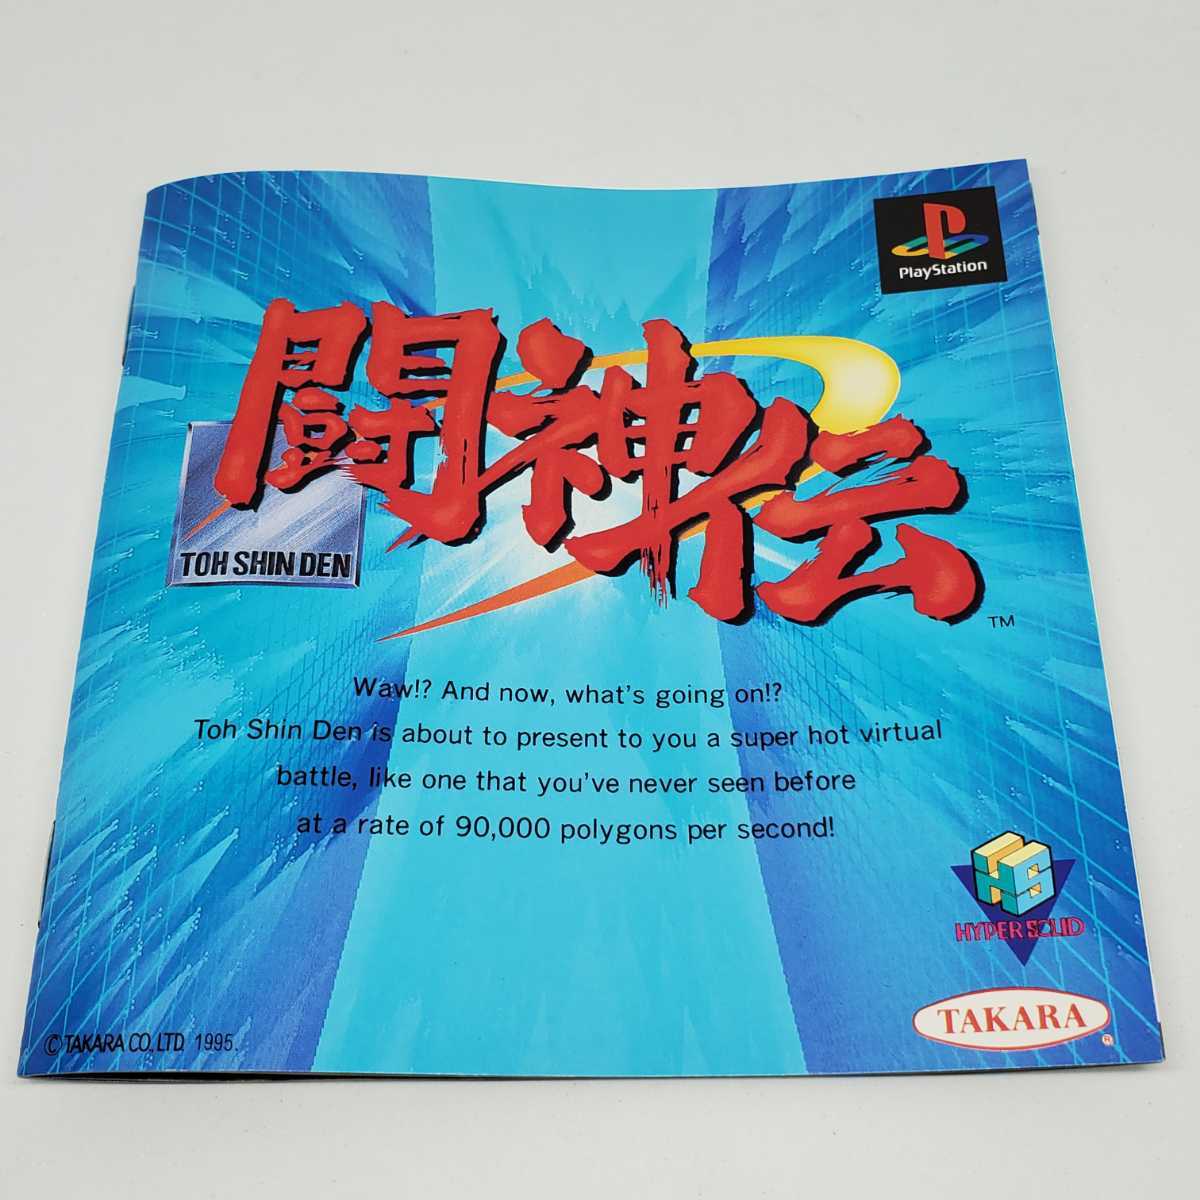 PlayStation
闘神伝
TOH SHIN DEN
TM
Waw!? And now, what's going on!?
Toh Shin Den is about to present to you a super hot virtual
battle, like one that you've never seen before
at a rate of 90,000 polygons per second!
HS
HYPER SOLID
TAKARA
®
© TAKARA CO.,LTD. 1995.